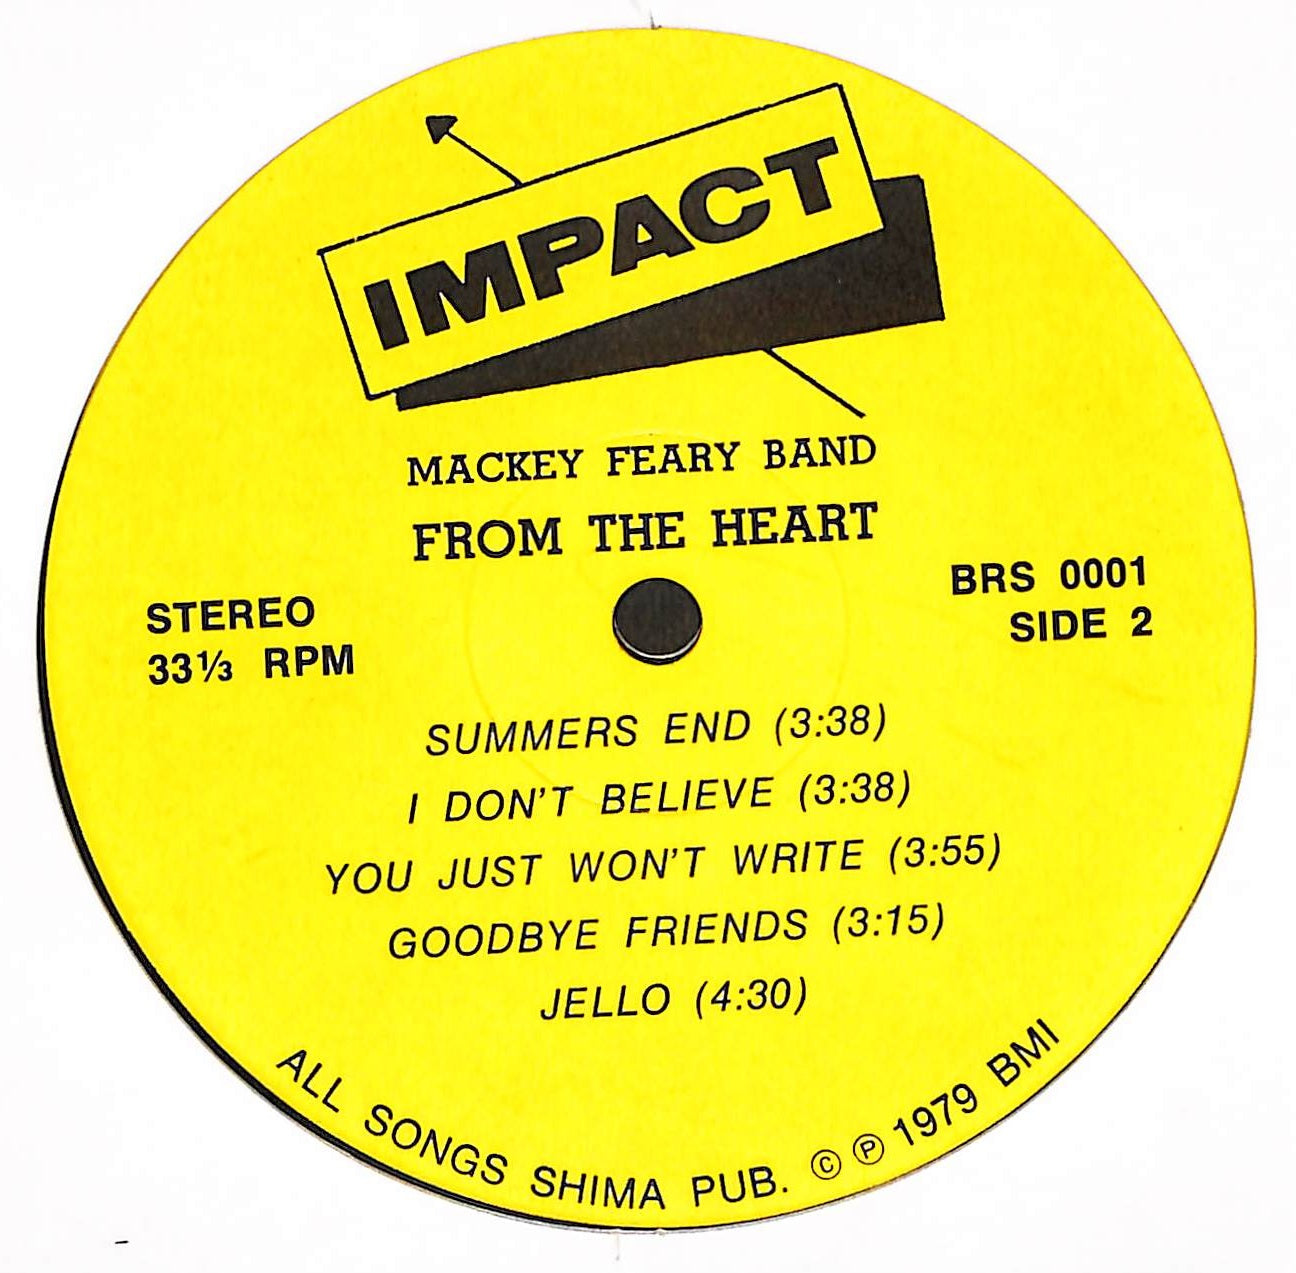 IMPACT
MACKEY FEARY BAND
FROM THE HEART
STEREO
33⅓ RPM
BRS 0001
SIDE 2
SUMMERS END (3:38)
I DON'T BELIEVE (3:38)
YOU JUST WON'T WRITE (3:55)
GOODBYE FRIENDS (3:15)
JELLO (4:30)
ALL SONGS SHIMA PUB. © ℗ 1979 BMI